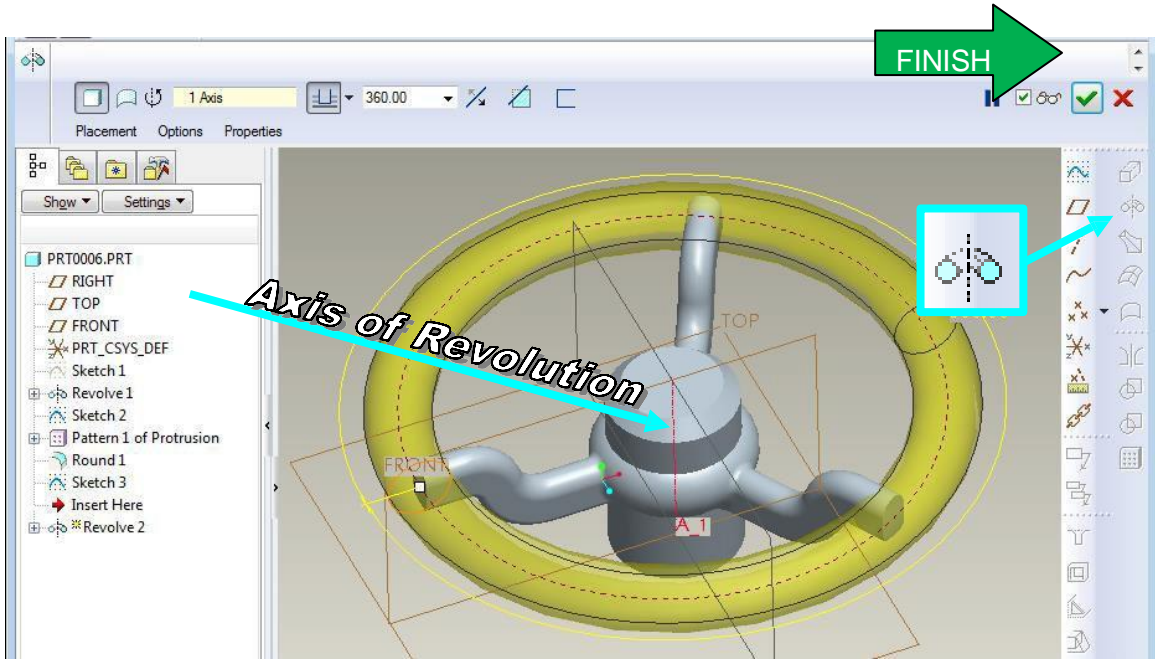 FINISH
1 Axis
360.00
Placement Options Properties
Show Settings
PRT0006.PRT
RIGHT
TOP
FRONT
PRT_CSYS_DEF
Sketch 1
Revolve 1
Sketch 2
Pattern 1 of Protrusion
Round 1
Sketch 3
Insert Here
Revolve 2
Axis of Revolution
TOP
FRONT
A_1